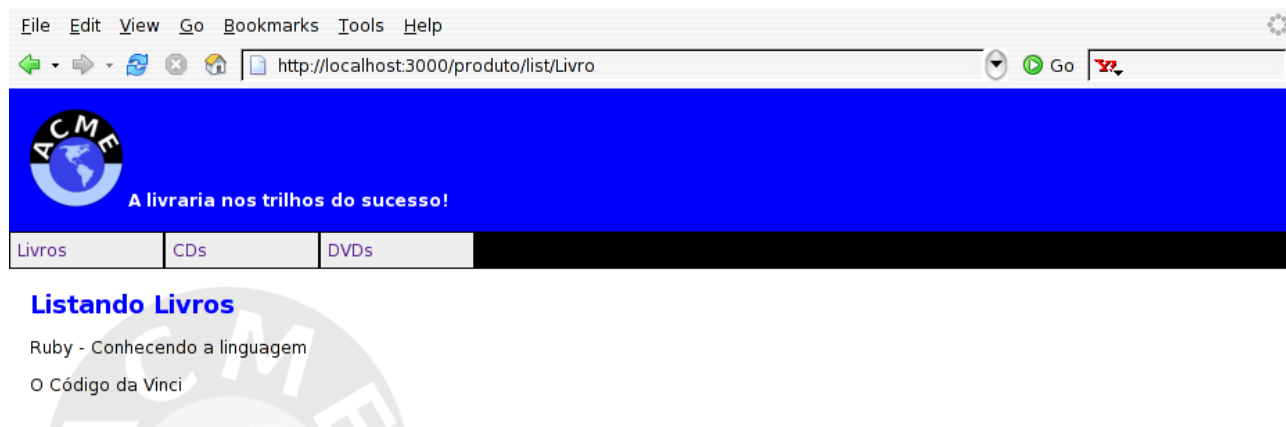 File Edit View Go Bookmarks Tools Help
http://localhost:3000/produto/list/Livro Go Y!
ACME
A livraria nos trilhos do sucesso!
Livros CDs DVDs
Listando Livros
Ruby - Conhecendo a linguagem
O Código da Vinci
ACME